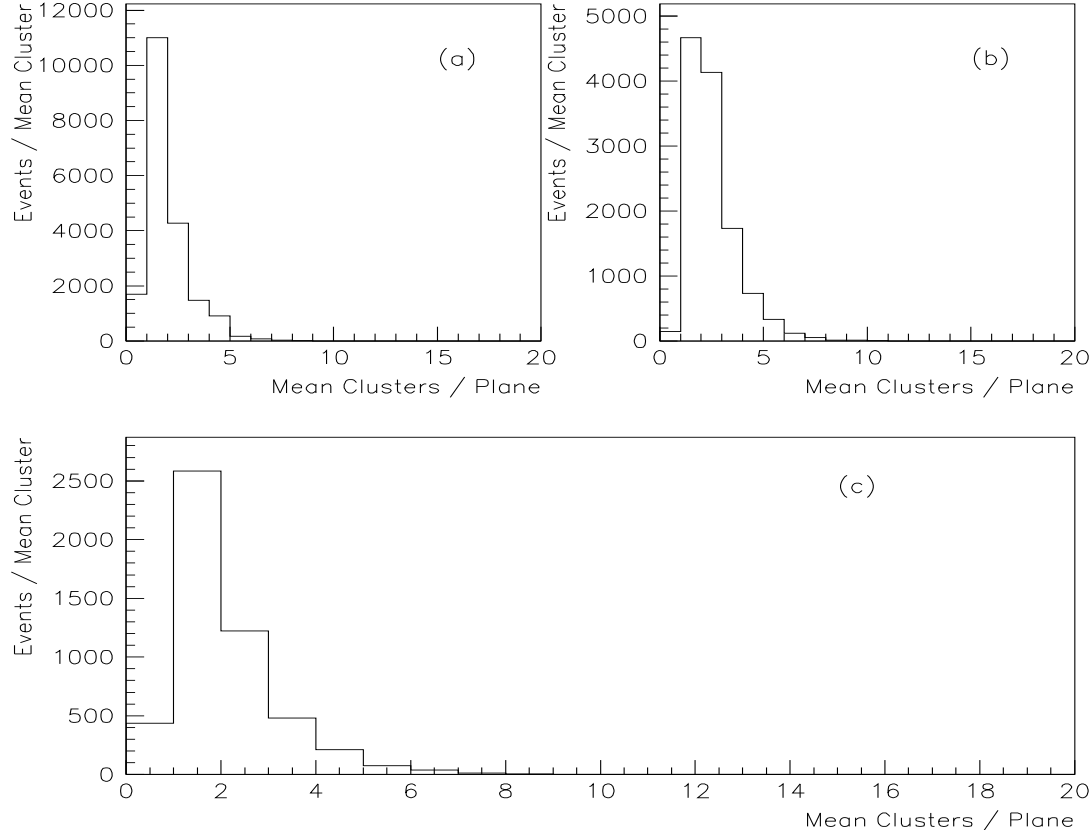 Events / Mean Cluster
12000
10000
8000
6000
4000
2000
0
(a)
0 5 10 15 20
Mean Clusters / Plane
Events / Mean Cluster
5000
4000
3000
2000
1000
0
(b)
0 5 10 15 20
Mean Clusters / Plane
Events / Mean Cluster
2500
2000
1500
1000
500
0
(c)
0 2 4 6 8 10 12 14 16 18 20
Mean Clusters / Plane